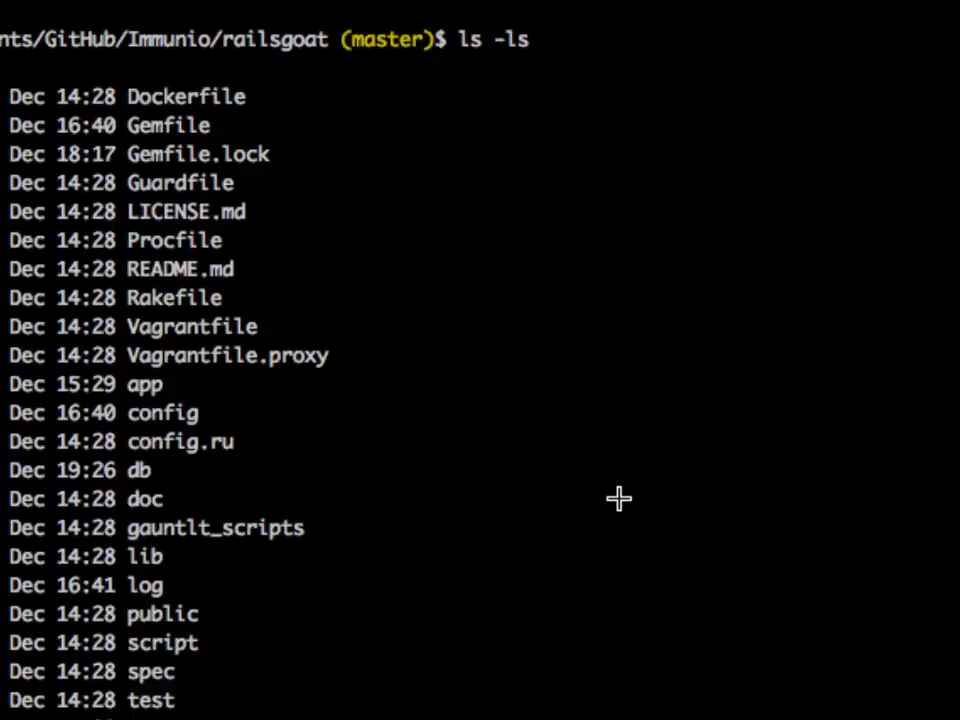 nts/GitHub/Immunio/railsgoat (master)$ ls -ls
Dec 14:28 Dockerfile
Dec 16:40 Gemfile
Dec 18:17 Gemfile.lock
Dec 14:28 Guardfile
Dec 14:28 LICENSE.md
Dec 14:28 Procfile
Dec 14:28 README.md
Dec 14:28 Rakefile
Dec 14:28 Vagrantfile
Dec 14:28 Vagrantfile.proxy
Dec 15:29 app
Dec 16:40 config
Dec 14:28 config.ru
Dec 19:26 db
Dec 14:28 doc
Dec 14:28 gauntlt_scripts
Dec 14:28 lib
Dec 16:41 log
Dec 14:28 public
Dec 14:28 script
Dec 14:28 spec
Dec 14:28 test